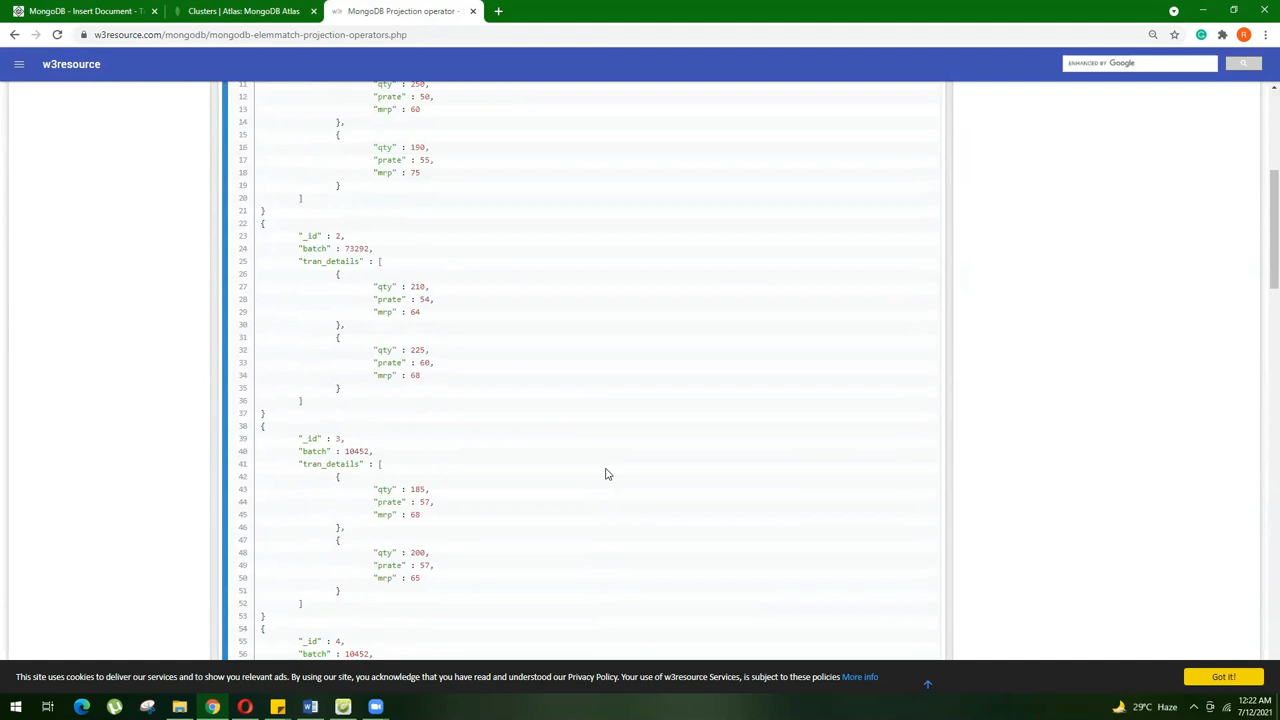 MongoDB - Insert Document - T
Clusters | Atlas: MongoDB Atlas
MongoDB Projection operator -
w3resource.com/mongodb/mongodb-elemmatch-projection-operators.php
R
w3resource
ENHANCED BY Google
11 "qty" : 250,
12 "prate" : 50,
13 "mrp" : 60
14 },
15 {
16 "qty" : 190,
17 "prate" : 55,
18 "mrp" : 75
19 }
20 ]
21 }
22 {
23 "_id" : 2,
24 "batch" : 73292,
25 "tran_details" : [
26 {
27 "qty" : 210,
28 "prate" : 54,
29 "mrp" : 64
30 },
31 {
32 "qty" : 225,
33 "prate" : 60,
34 "mrp" : 68
35 }
36 ]
37 }
38 {
39 "_id" : 3,
40 "batch" : 10452,
41 "tran_details" : [
42 {
43 "qty" : 185,
44 "prate" : 57,
45 "mrp" : 68
46 },
47 {
48 "qty" : 200,
49 "prate" : 57,
50 "mrp" : 65
51 }
52 ]
53 }
54 {
55 "_id" : 4,
56 "batch" : 10452,
This site uses cookies to deliver our services and to show you relevant ads. By using our site, you acknowledge that you have read and understood our Privacy Policy. Your use of w3resource Services, is subject to these policies More info
Got it!
29°C Haze
12:22 AM
7/12/2021